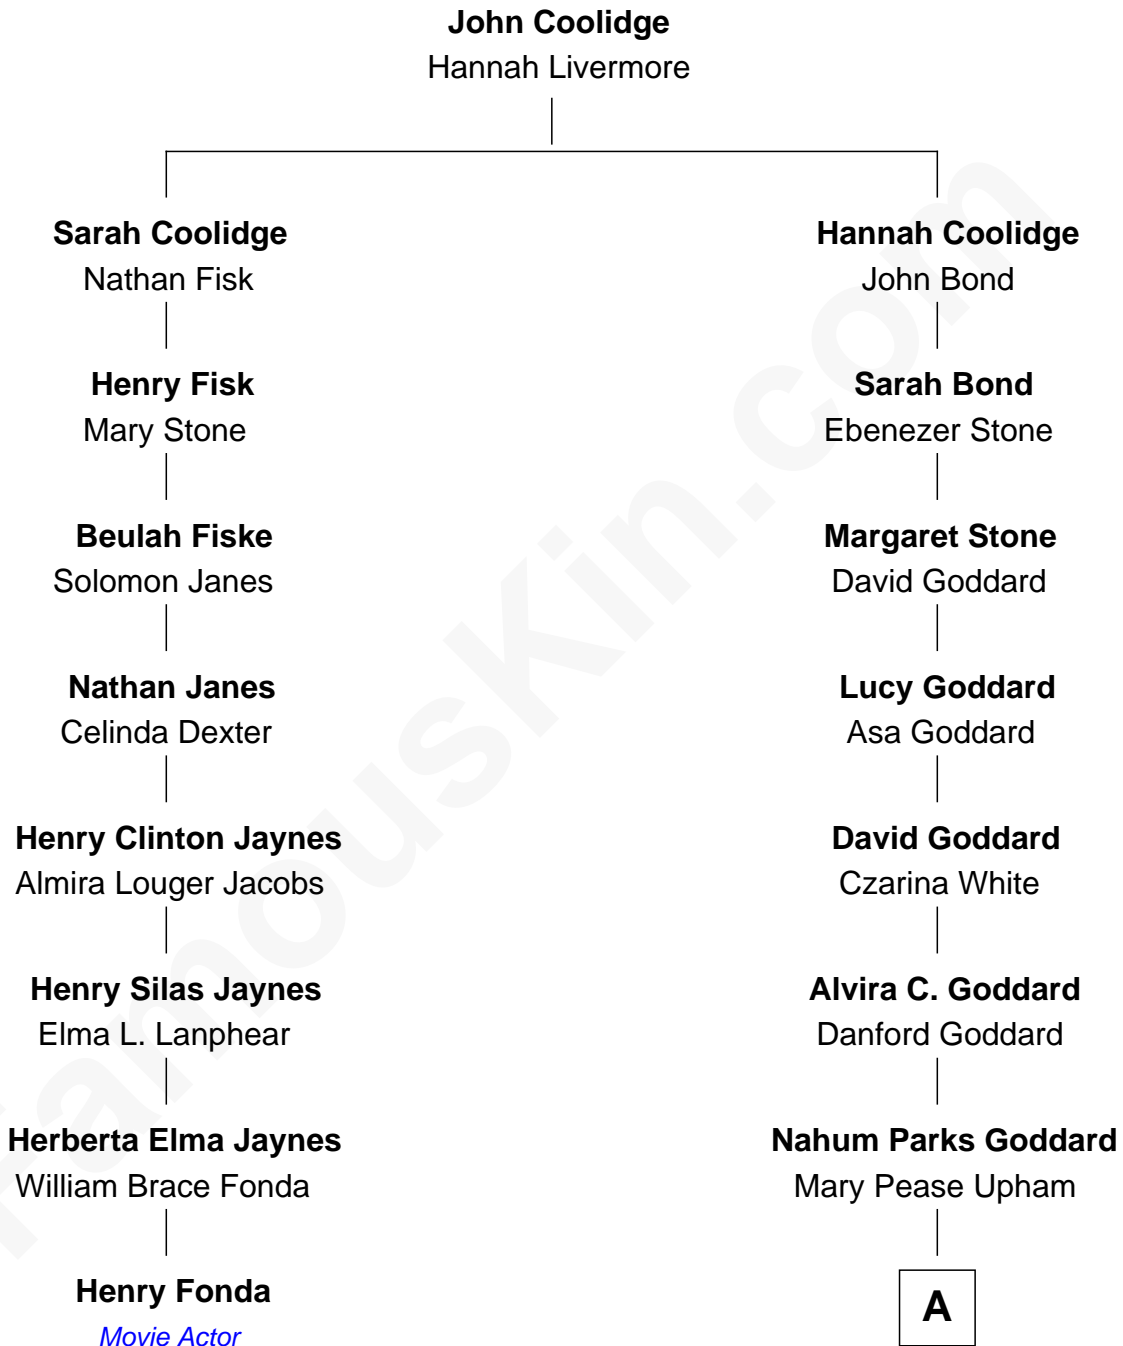 John Coolidge
Hannah Livermore
Sarah Coolidge
Nathan Fisk
Hannah Coolidge
John Bond
Henry Fisk
Mary Stone
Sarah Bond
Ebenezer Stone
Beulah Fiske
Solomon Janes
Margaret Stone
David Goddard
Nathan Janes
Celinda Dexter
Lucy Goddard
Asa Goddard
Henry Clinton Jaynes
Almira Louger Jacobs
David Goddard
Czarina White
Henry Silas Jaynes
Elma L. Lanphear
Alvira C. Goddard
Danford Goddard
Herberta Elma Jaynes
William Brace Fonda
Nahum Parks Goddard
Mary Pease Upham
Henry Fonda
Movie Actor
A
FamousKin.com